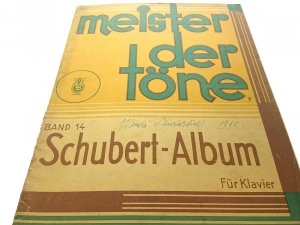 meister
der
töne
BAND 14
Schubert-Album
Für Klavier